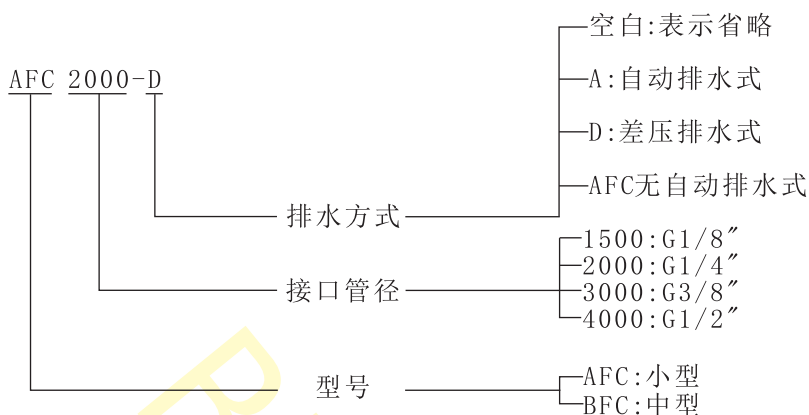 空白:表示省略
AFC 2000-D
A:自动排水式
D:差压排水式
AFC无自动排水式
排水方式
1500:G1/8″
2000:G1/4″
接口管径
3000:G3/8″
4000:G1/2″
型号
AFC:小型
BFC:中型